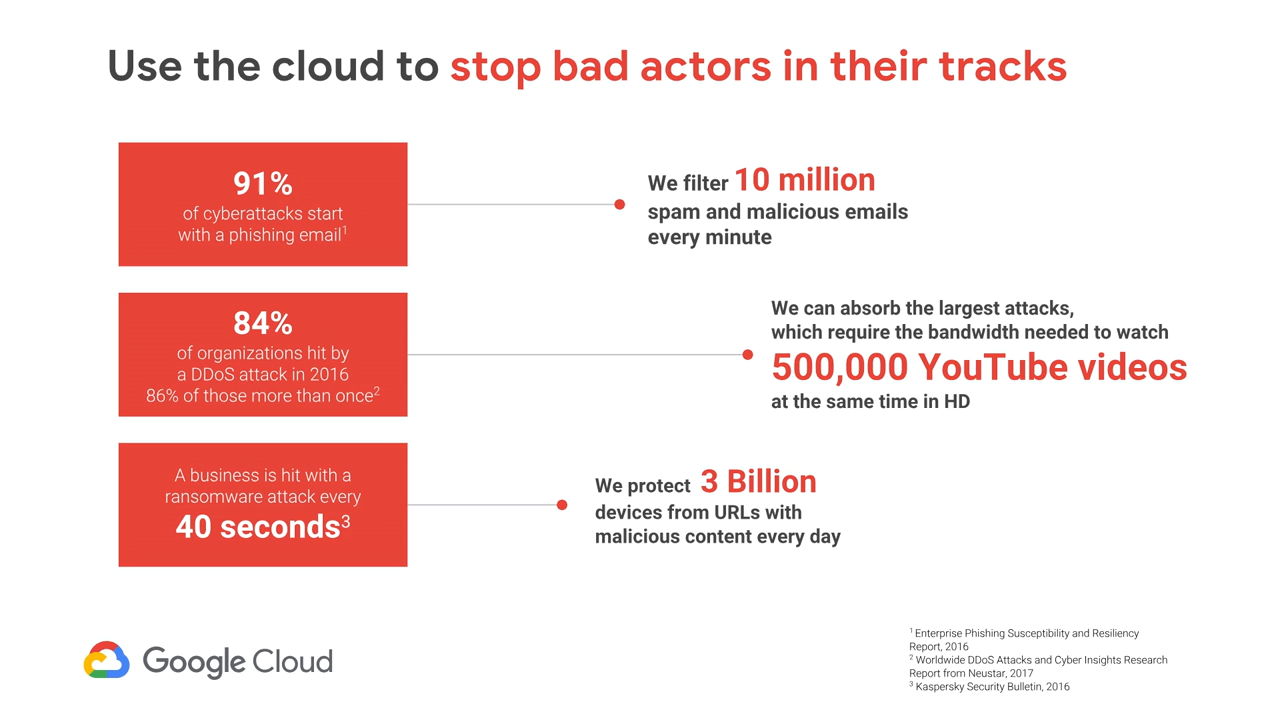 Use the cloud to stop bad actors in their tracks
91%
of cyberattacks start
with a phishing email¹
We filter 10 million
spam and malicious emails
every minute
84%
of organizations hit by
a DDoS attack in 2016
86% of those more than once²
We can absorb the largest attacks,
which require the bandwidth needed to watch
500,000 YouTube videos
at the same time in HD
A business is hit with a
ransomware attack every
40 seconds³
We protect 3 Billion
devices from URLs with
malicious content every day
Google Cloud
¹ Enterprise Phishing Susceptibility and Resiliency
Report, 2016
² Worldwide DDoS Attacks and Cyber Insights Research
Report from Neustar, 2017
³ Kaspersky Security Bulletin, 2016